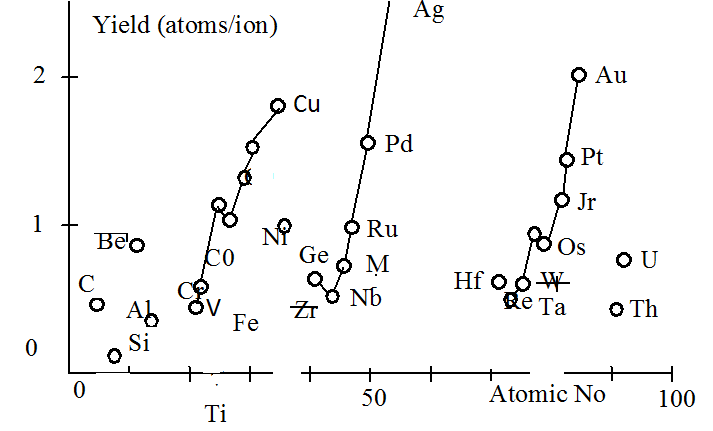 Ag
Yield (atoms/ion)
2
Cu
Au
Pd
Pt
Jr
1
Ru
Ni
Be
Os
Ge
M
U
C0
C
Cr
Hf
W
Nb
Re
Al
V
Zr
Ta
Th
Fe
Si
0
0
50
Atomic No
100
Ti